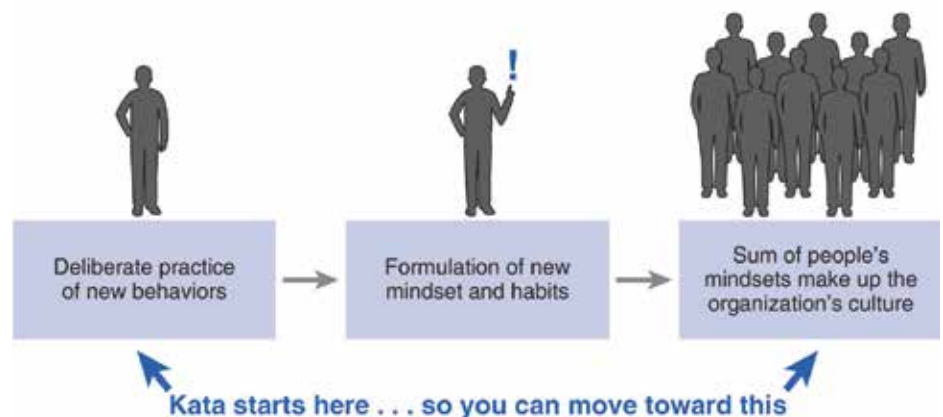 !
Deliberate practice
of new behaviors
Formulation of new
mindset and habits
Sum of people's
mindsets make up the
organization's culture
Kata starts here . . . so you can move toward this